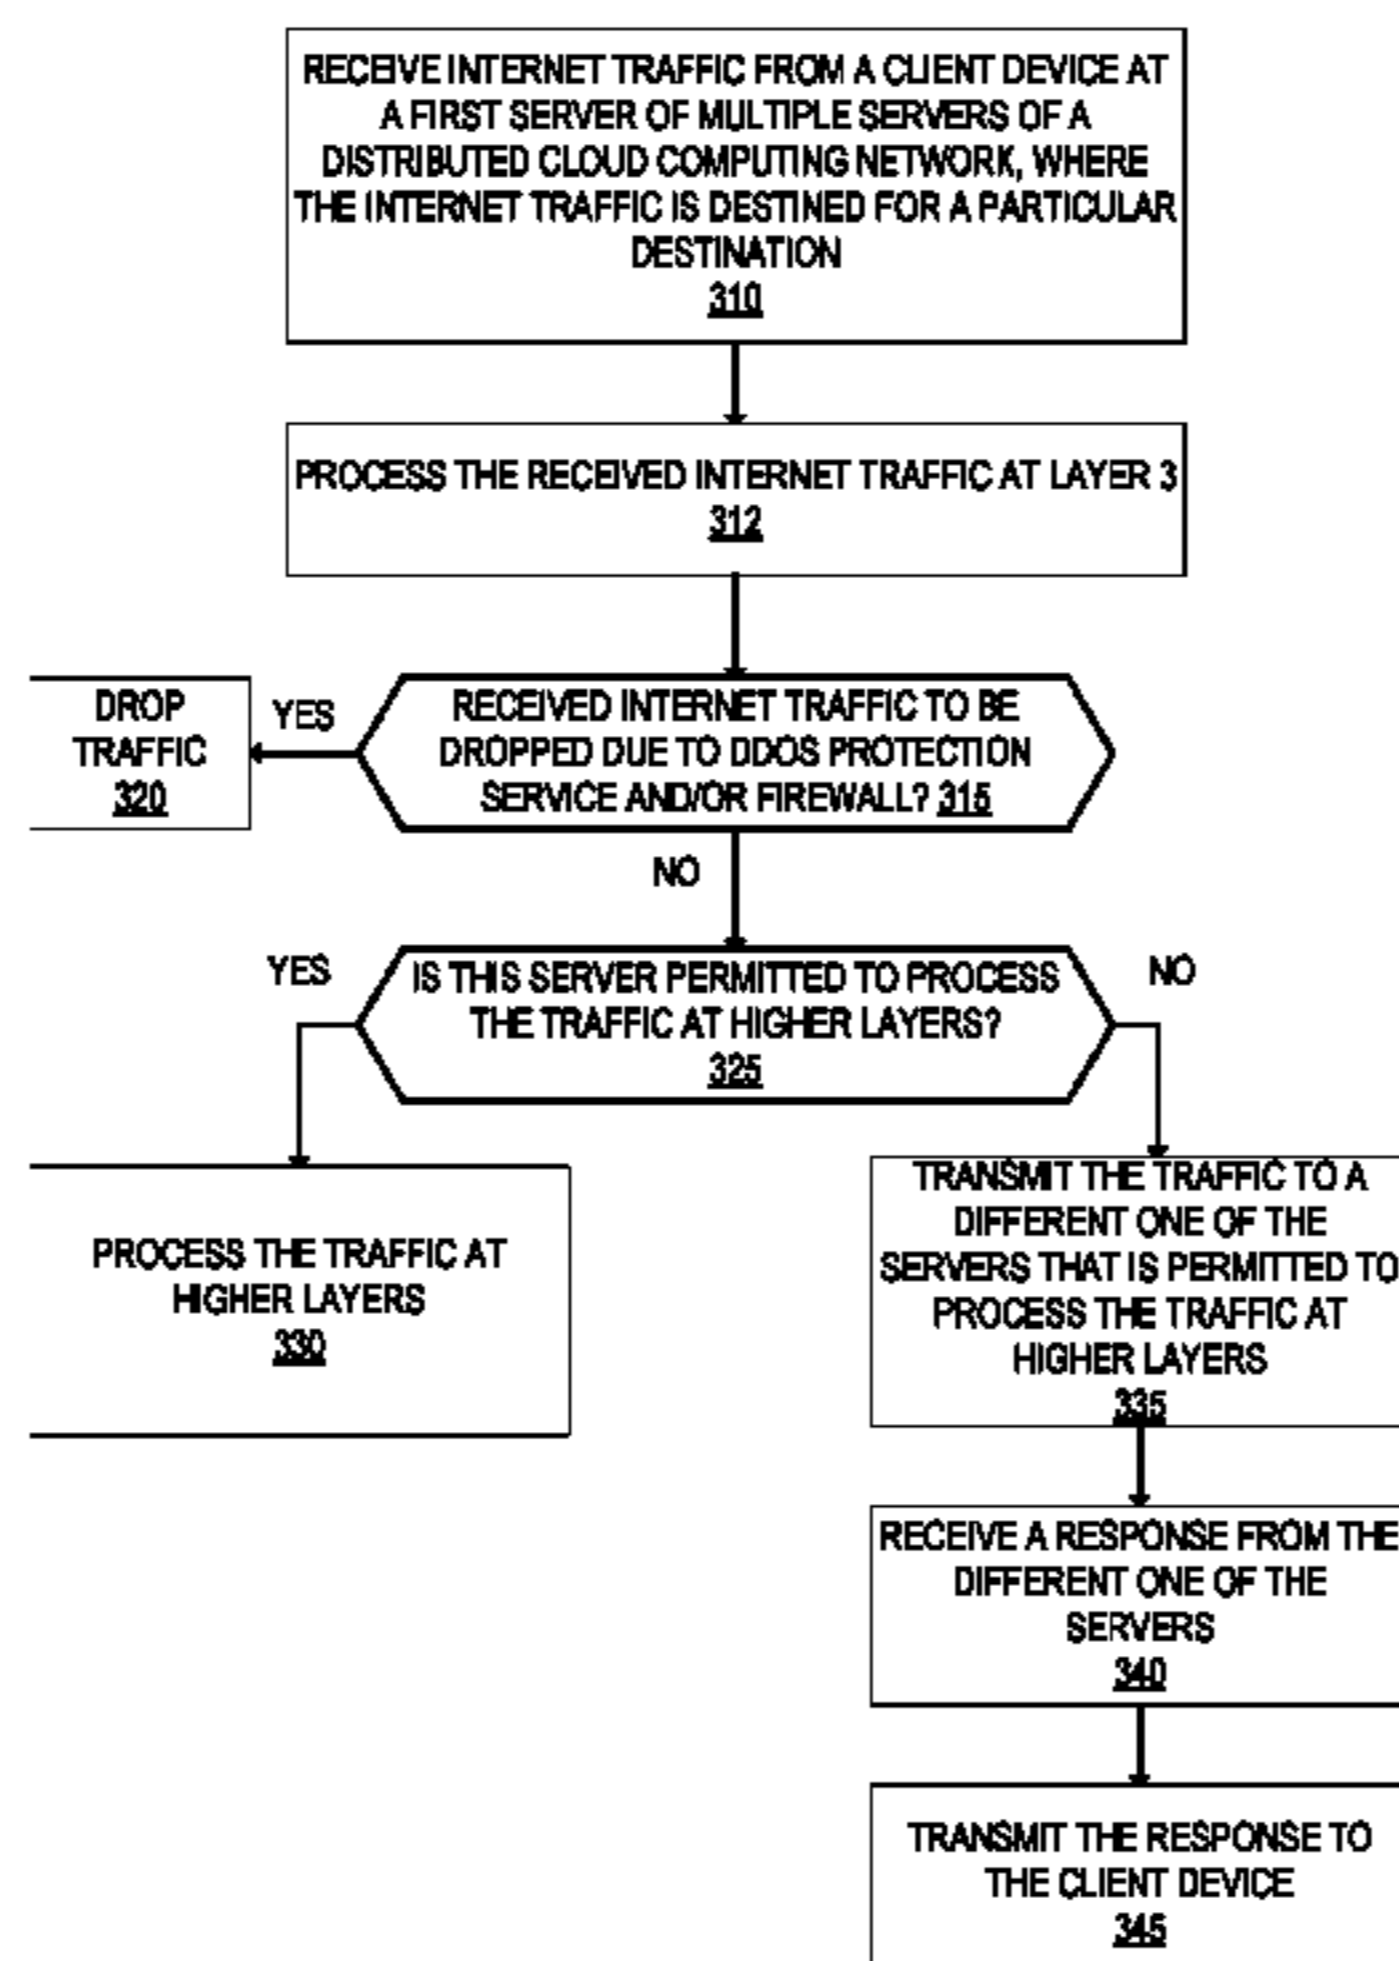 RECEIVE INTERNET TRAFFIC FROM A CLIENT DEVICE AT
A FIRST SERVER OF MULTIPLE SERVERS OF A
DISTRIBUTED CLOUD COMPUTING NETWORK, WHERE
THE INTERNET TRAFFIC IS DESTINED FOR A PARTICULAR
DESTINATION
310
PROCESS THE RECEIVED INTERNET TRAFFIC AT LAYER 3
312
RECEIVED INTERNET TRAFFIC TO BE
DROPPED DUE TO DDOS PROTECTION
SERVICE AND/OR FIREWALL? 315
YES
DROP
TRAFFIC
320
NO
IS THIS SERVER PERMITTED TO PROCESS
THE TRAFFIC AT HIGHER LAYERS?
325
YES
NO
PROCESS THE TRAFFIC AT
HIGHER LAYERS
330
TRANSMIT THE TRAFFIC TO A
DIFFERENT ONE OF THE
SERVERS THAT IS PERMITTED TO
PROCESS THE TRAFFIC AT
HIGHER LAYERS
335
RECEIVE A RESPONSE FROM THE
DIFFERENT ONE OF THE
SERVERS
340
TRANSMIT THE RESPONSE TO
THE CLIENT DEVICE
345